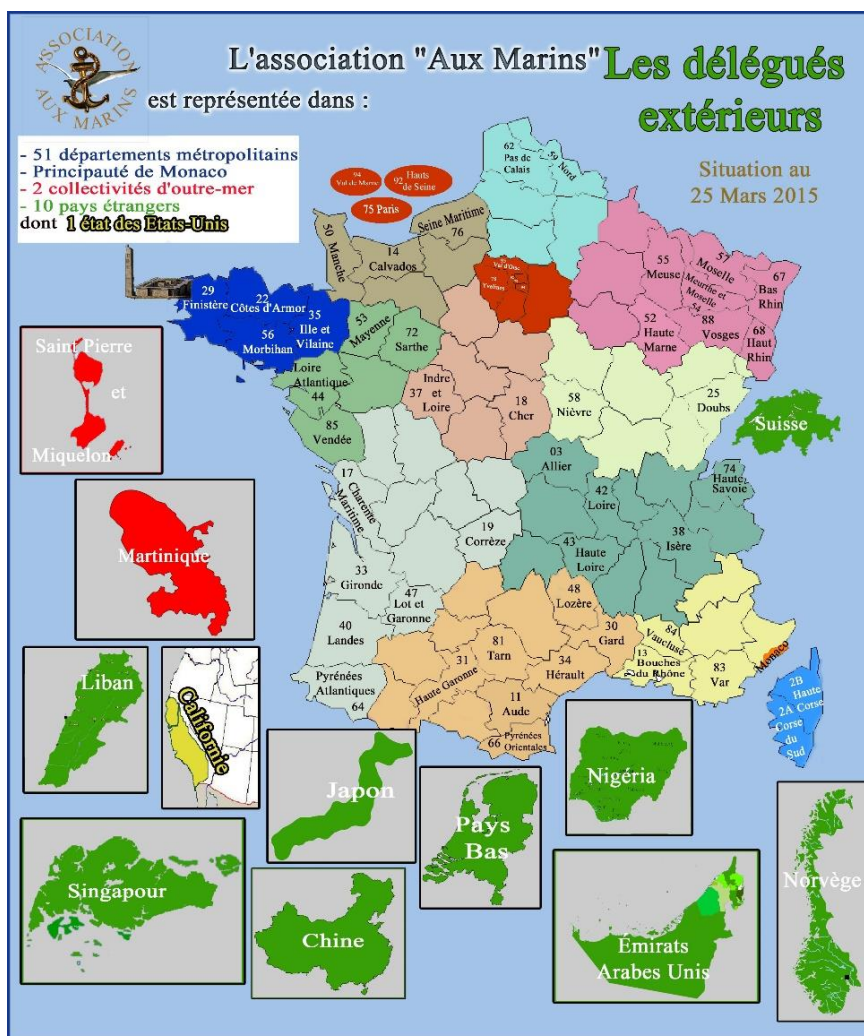 ASSOCIATION
AUX MARINS
L'association "Aux Marins"
est représentée dans :
Les délégués
extérieurs
Situation au
25 Mars 2015
- 51 départements métropolitains
- Principauté de Monaco
- 2 collectivités d'outre-mer
- 10 pays étrangers
dont 1 état des Etats-Unis
94
Val de Marne
92 Hauts
de Seine
75 Paris
62
Pas de
Calais
59 Nord
Seine Maritime
76
50 Manche
14
Calvados
95
Val d'Oise
78
Yvelines
55
Meuse
57
Moselle
Meurthe et
Moselle
54
67
Bas
Rhin
52
Haute
Marne
88
Vosges
68
Haut
Rhin
29
Finistère
22
Côtes d'Armor
35
Ille et
Vilaine
56
Morbihan
53
Mayenne
72
Sarthe
Loire
Atlantique
44
85
Vendée
37
Indre et
Loire
18
Cher
58
Nièvre
25
Doubs
Suisse
Saint Pierre
et
Miquelon
Martinique
17
Charente
Maritime
03
Allier
42
Loire
74
Haute
Savoie
19
Corrèze
43
Haute
Loire
38
Isère
33
Gironde
47
Lot et
Garonne
48
Lozère
40
Landes
81
Tarn
30
Gard
84
Vaucluse
Pyrénées
Atlantiques
64
31
Haute Garonne
34
Hérault
13
Bouches
du Rhône
83
Var
Monaco
11
Aude
66
Pyrénées
Orientales
2B
Haute
Corse
2A
Corse
du
Sud
Liban
Californie
Japon
Pays
Bas
Nigéria
Norvège
Singapour
Chine
Émirats
Arabes Unis